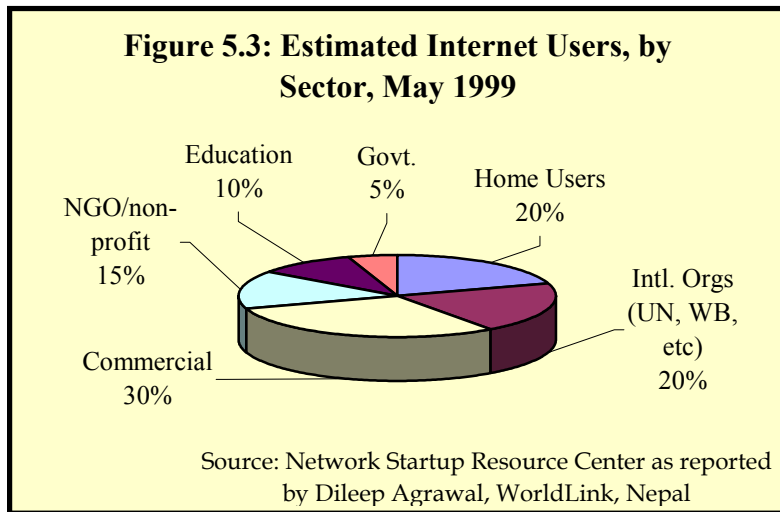 Figure 5.3: Estimated Internet Users, by
Sector, May 1999
Education
10%
Govt.
5%
Home Users
20%
NGO/non-
profit
15%
Intl. Orgs
(UN, WB,
etc)
20%
Commercial
30%
Source: Network Startup Resource Center as reported
by Dileep Agrawal, WorldLink, Nepal